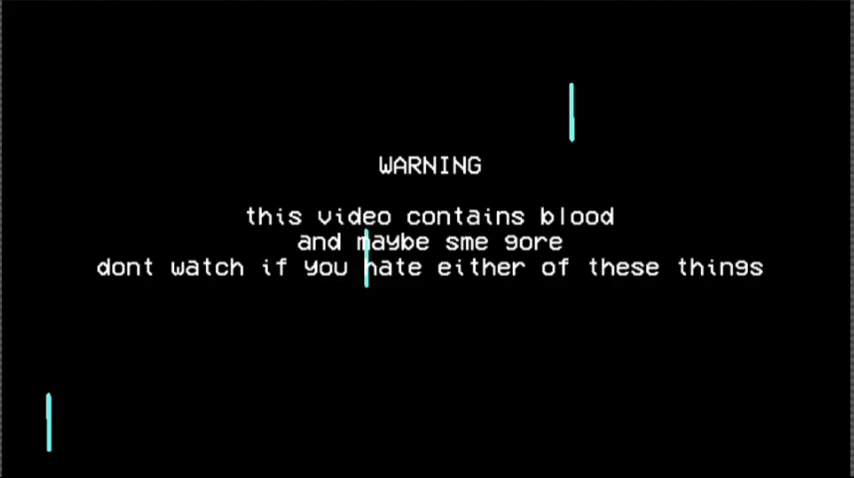 WARNING
this video contains blood
and maybe sme gore
dont watch if you hate either of these things